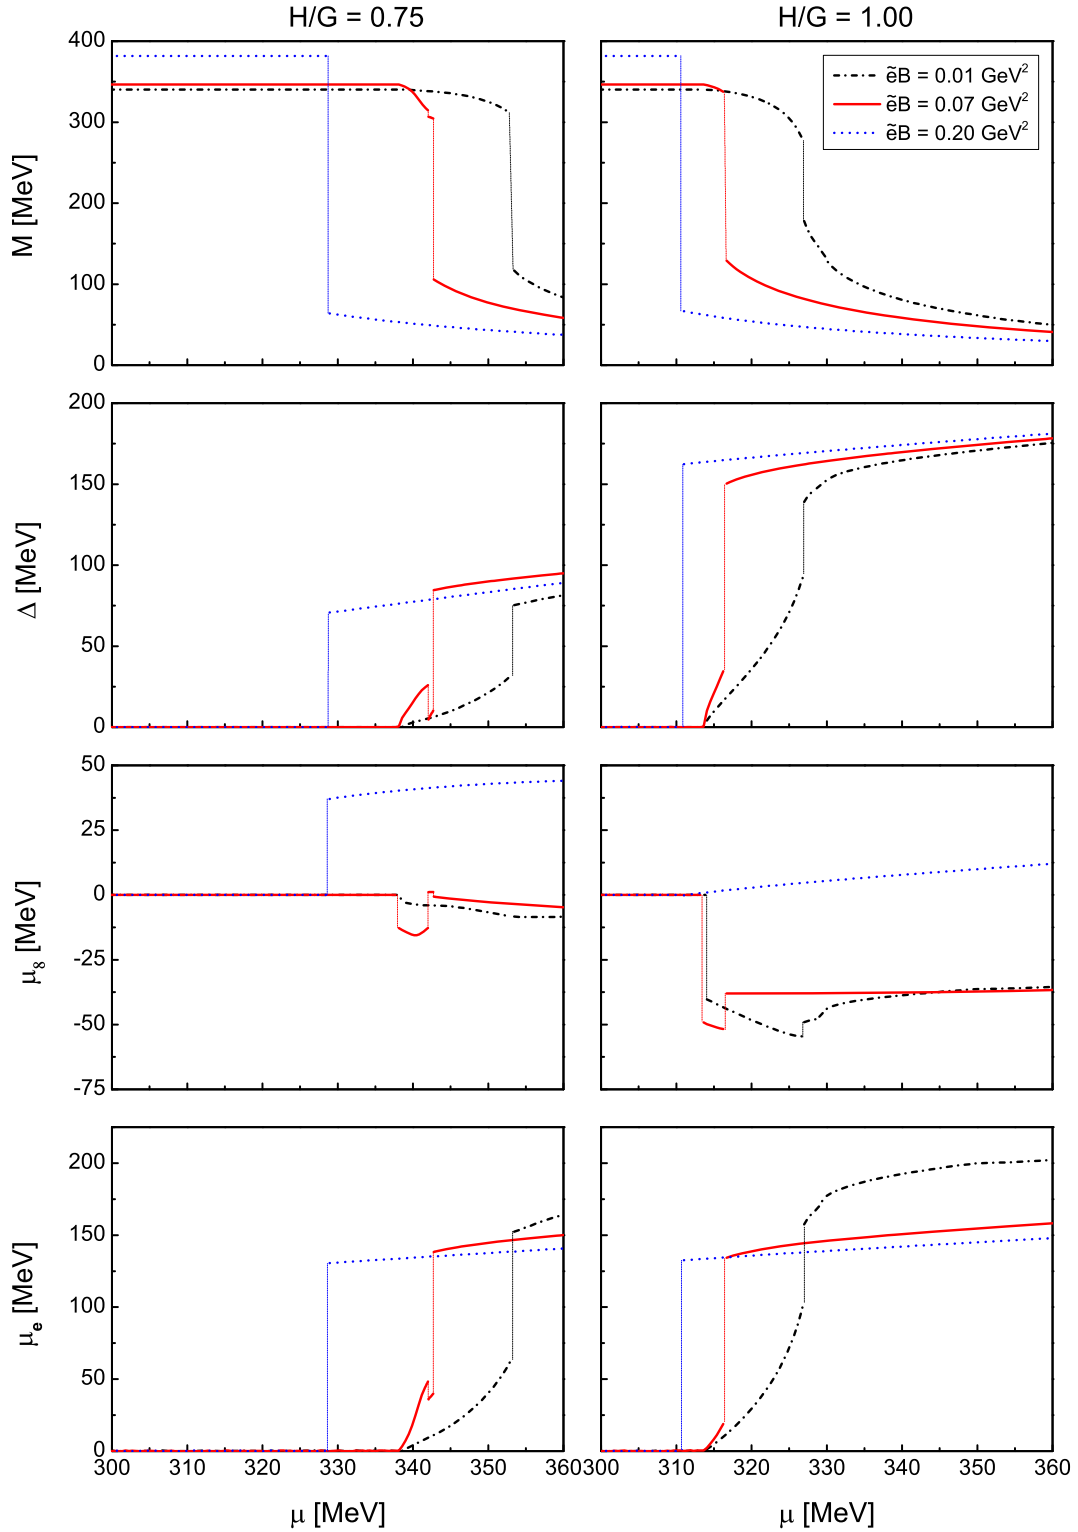 H/G = 0.75
H/G = 1.00
400
300
200
100
0
M [MeV]
ẽB = 0.01 GeV²
ẽB = 0.07 GeV²
ẽB = 0.20 GeV²
200
150
100
50
0
Δ [MeV]
50
25
0
-25
-50
-75
μ₈ [MeV]
200
150
100
50
0
μₑ [MeV]
300 310 320 330 340 350 360
300 310 320 330 340 350 360
μ [MeV]
μ [MeV]